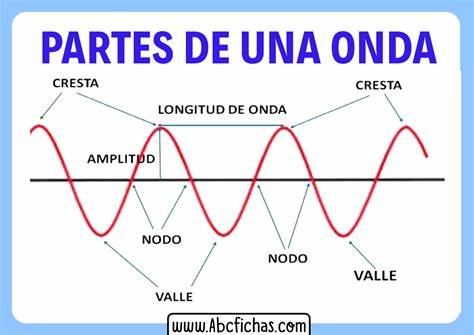 PARTES DE UNA ONDA
CRESTA
CRESTA
LONGITUD DE ONDA
AMPLITUD
NODO
NODO
VALLE
VALLE
www.Abcfichas.com